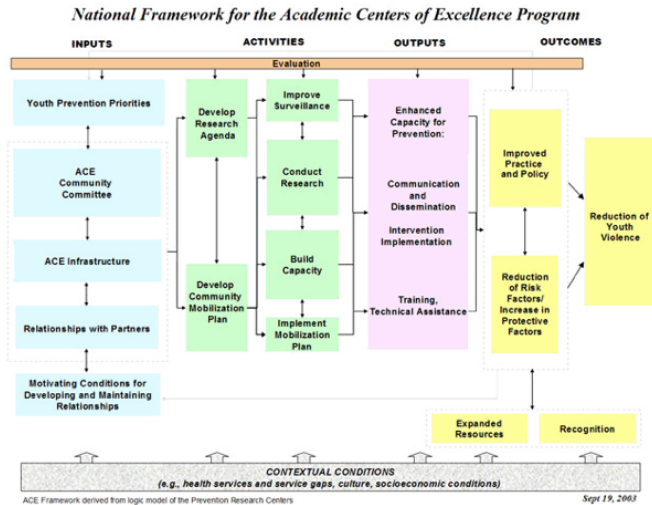 National Framework for the Academic Centers of Excellence Program
INPUTS
ACTIVITIES
OUTPUTS
OUTCOMES
Evaluation
Youth Prevention Priorities
ACE
Community
Committee
ACE Infrastructure
Relationships with Partners
Motivating Conditions for
Developing and Maintaining
Relationships
Develop
Research
Agenda
Develop
Community
Mobilization
Plan
Improve
Surveillance
Conduct
Research
Build
Capacity
Implement
Mobilization
Plan
Enhanced
Capacity for
Prevention:
Communication
and
Dissemination
Intervention
Implementation
Training,
Technical Assistance
Improved
Practice
and Policy
Reduction
of Risk
Factors/
Increase in
Protective
Factors
Reduction of
Youth
Violence
Expanded
Resources
Recognition
CONTEXTUAL CONDITIONS
(e.g., health services and service gaps, culture, socioeconomic conditions)
ACE Framework derived from logic model of the Prevention Research Centers
Sept 19, 2003